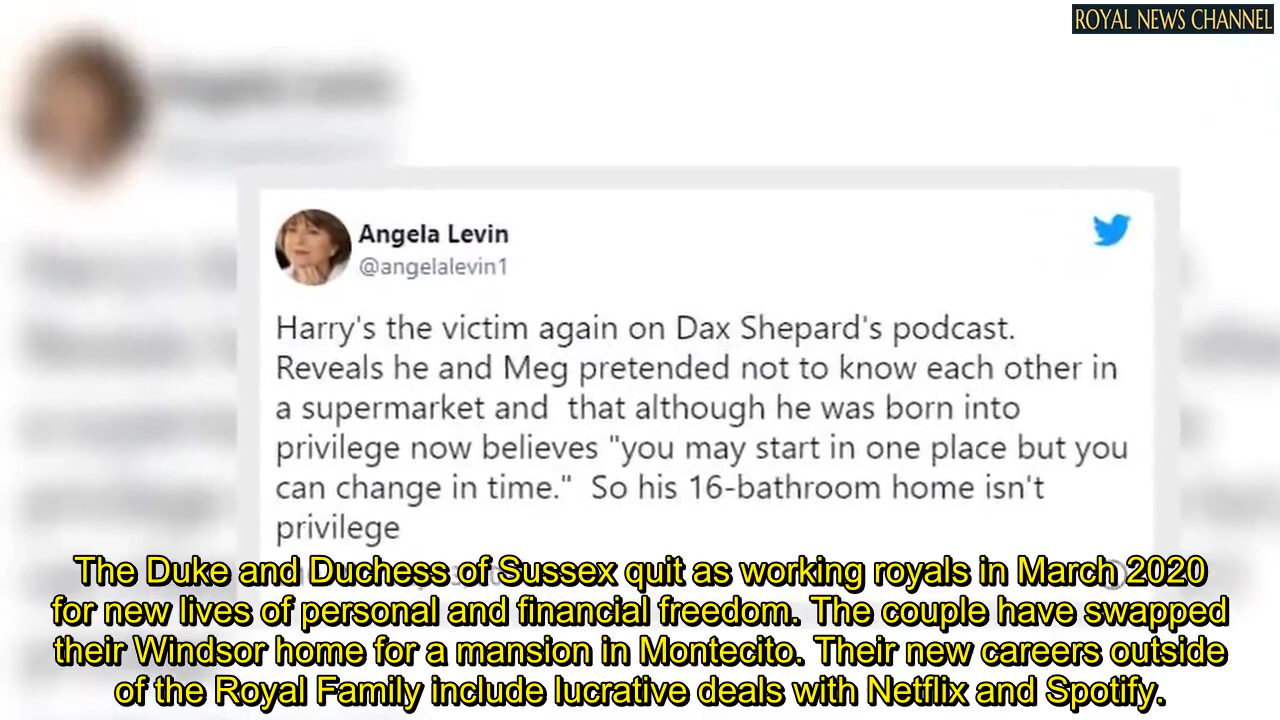 ROYAL NEWS CHANNEL
Angela Levin
@angelalevin1
Harry's the victim again on Dax Shepard's podcast.
Reveals he and Meg pretended not to know each other in
a supermarket and  that although he was born into
privilege now believes "you may start in one place but you
can change in time."  So his 16-bathroom home isn't
privilege
The Duke and Duchess of Sussex quit as working royals in March 2020
for new lives of personal and financial freedom. The couple have swapped
their Windsor home for a mansion in Montecito. Their new careers outside
of the Royal Family include lucrative deals with Netflix and Spotify.